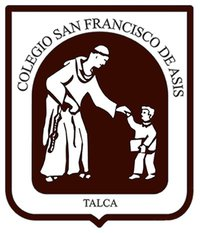 COLEGIO SAN FRANCISCO DE ASIS
TALCA